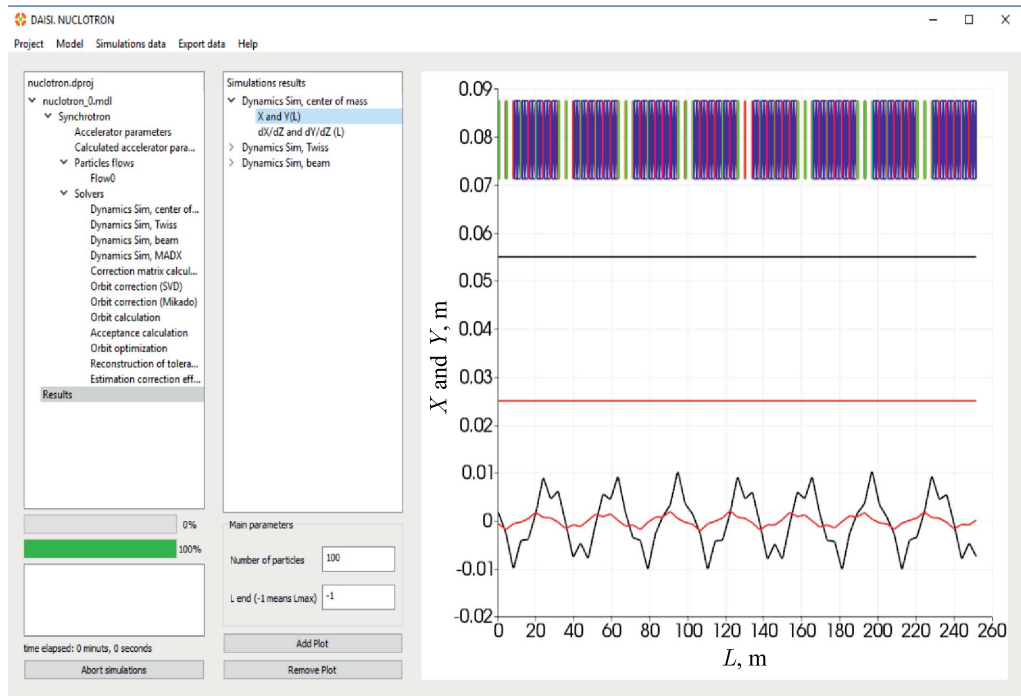 DAISI. NUCLOTRON
Project Model Simulations data Export data Help
nuclotron.dproj
nuclotron_0.mdl
Synchrotron
Accelerator parameters
Calculated accelerator para...
Particles flows
Flow0
Solvers
Dynamics Sim, center of...
Dynamics Sim, Twiss
Dynamics Sim, beam
Dynamics Sim, MADX
Correction matrix calcul...
Orbit correction (SVD)
Orbit correction (Mikado)
Orbit calculation
Acceptance calculation
Orbit optimization
Reconstruction of tolera...
Estimation correction eff...
Results
0%
100%
time elapsed: 0 minuts, 0 seconds
Abort simulations
Simulations results
Dynamics Sim, center of mass
X and Y(L)
dX/dZ and dY/dZ (L)
Dynamics Sim, Twiss
Dynamics Sim, beam
Main parameters
Number of particles 100
L end (-1 means Lmax) -1
Add Plot
Remove Plot
X and Y, m
0.09
0.08
0.07
0.06
0.05
0.04
0.03
0.02
0.01
0
-0.01
-0.02
0 20 40 60 80 100 120 140 160 180 200 220 240 260
L, m